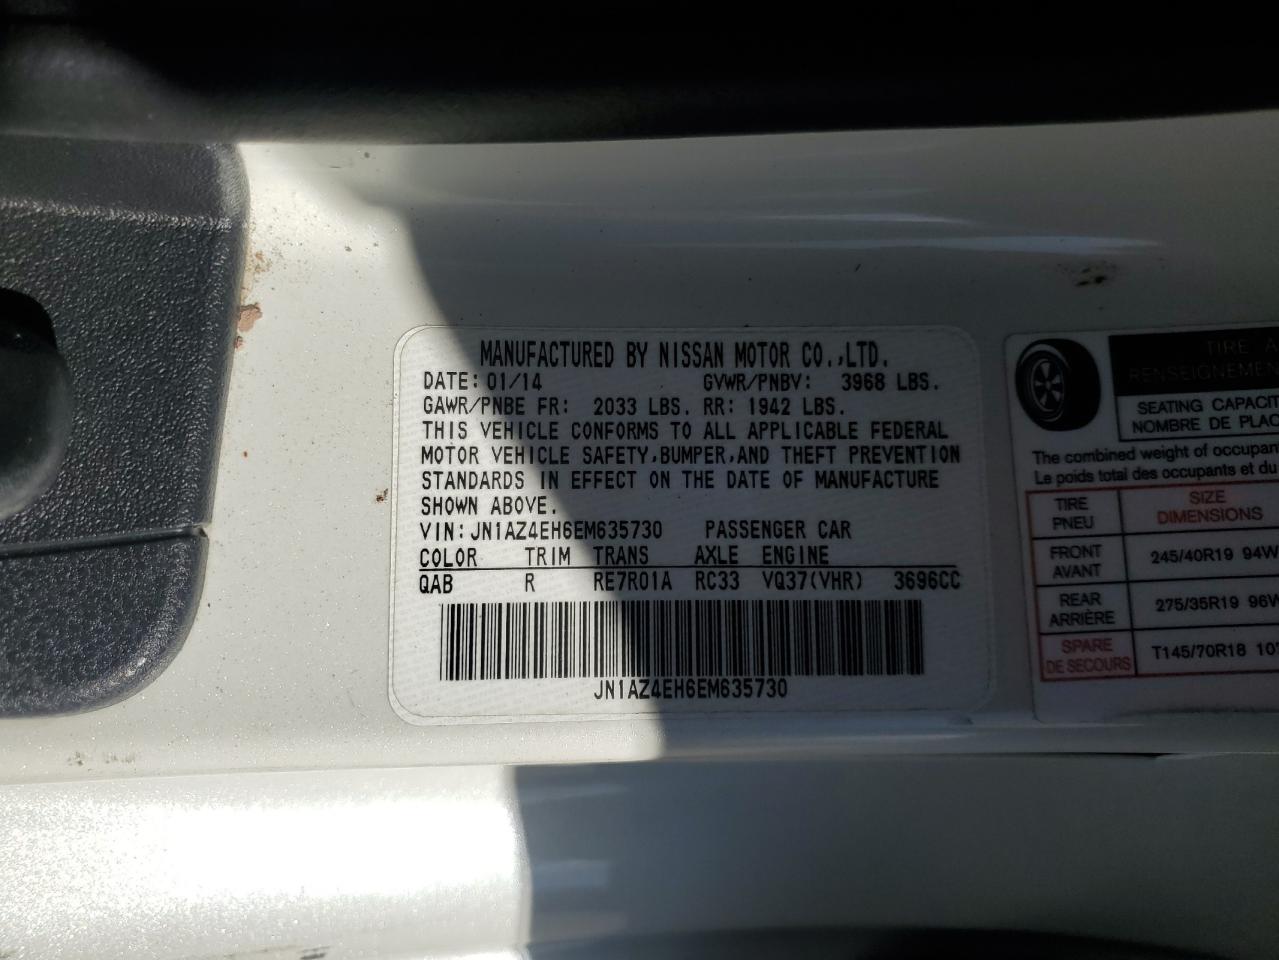 MANUFACTURED BY NISSAN MOTOR CO.,LTD.
DATE: 01/14 GVWR/PNBV: 3968 LBS.
GAWR/PNBE FR: 2033 LBS. RR: 1942 LBS.
THIS VEHICLE CONFORMS TO ALL APPLICABLE FEDERAL
MOTOR VEHICLE SAFETY,BUMPER,AND THEFT PREVENTION
STANDARDS IN EFFECT ON THE DATE OF MANUFACTURE
SHOWN ABOVE.
VIN:JN1AZ4EH6EM635730 PASSENGER CAR
COLOR TRIM TRANS AXLE ENGINE
QAB R RE7R01A RC33 VQ37(VHR) 3696CC
JN1AZ4EH6EM635730
TIRE A
RENSEIGNEMEN
SEATING CAPACIT
NOMBRE DE PLAC
The combined weight of occupan
Le poids total des occupants et du
TIRE SIZE
PNEU DIMENSIONS
FRONT
AVANT 245/40R19 94W
REAR
ARRIÈRE 275/35R19 96W
SPARE
DE SECOURS T145/70R18 10